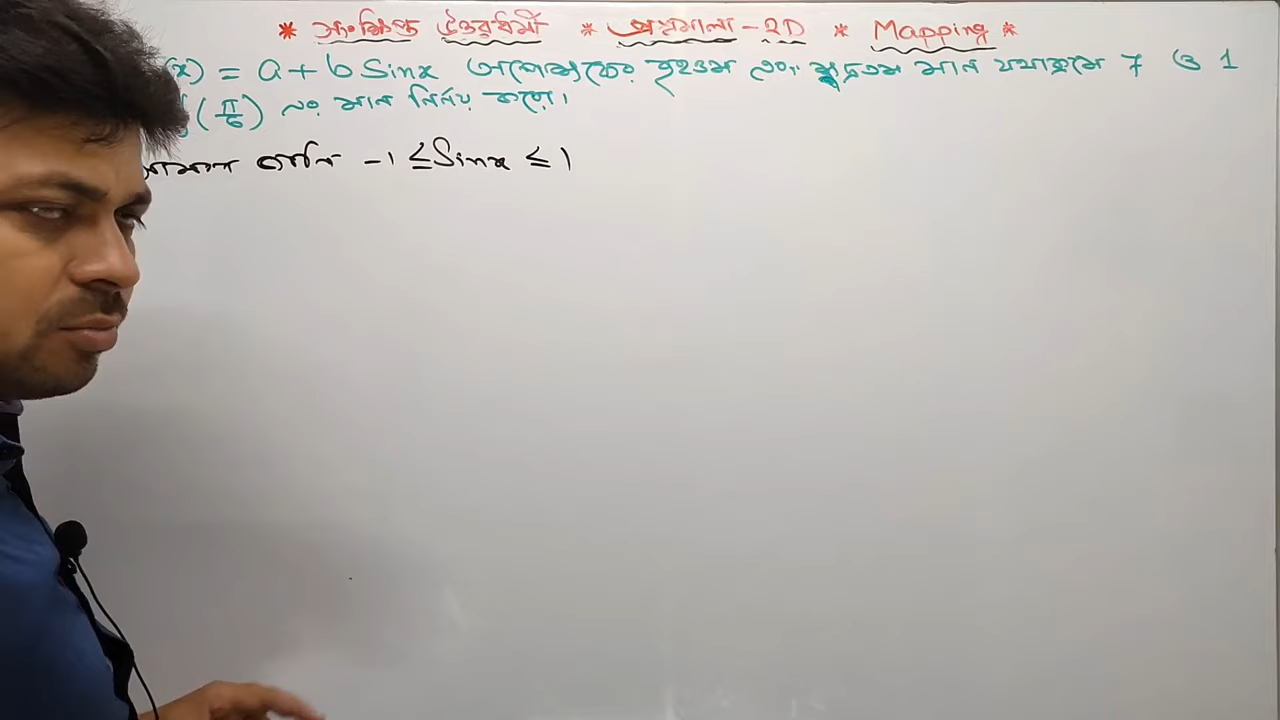 * সংক্ষিপ্ত উত্তরধর্মী * প্রশ্নমালা - 2D * Mapping *
(x) = a + b Sinx অপেক্ষকের বৃহত্তম এবং ক্ষুদ্রতম মান যথাক্রমে 7 ও 1
(π/6) এর মান নির্ণয় করো।
জানি -1 ≤ Sinx ≤ 1